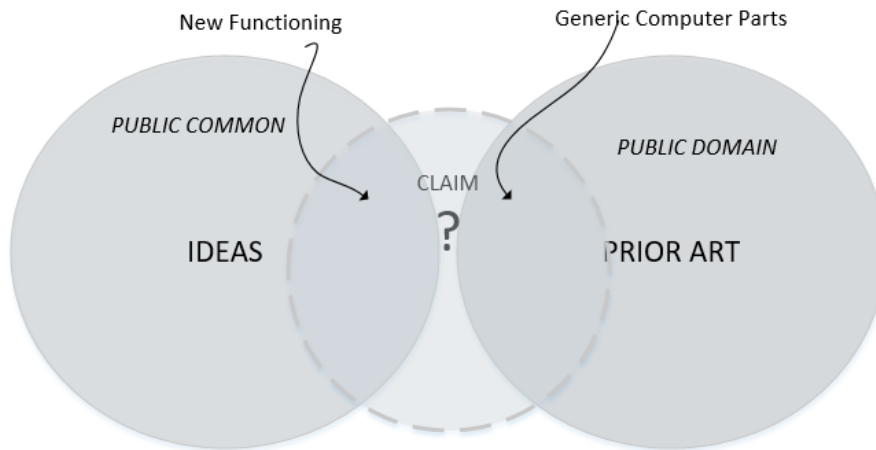 New Functioning
Generic Computer Parts
PUBLIC COMMON
PUBLIC DOMAIN
CLAIM
?
IDEAS
PRIOR ART